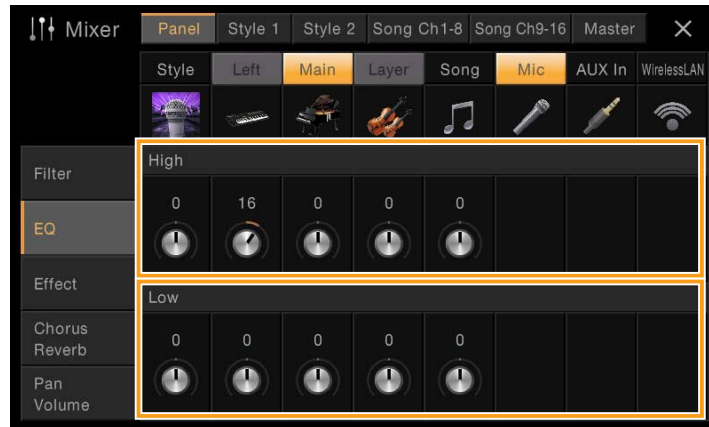 Mixer
Panel Style 1 Style 2 Song Ch1-8 Song Ch9-16 Master
Style Left Main Layer Song Mic AUX In WirelessLAN
Filter
EQ
Effect
Chorus
Reverb
Pan
Volume
High
0 16 0 0 0
Low
0 0 0 0 0